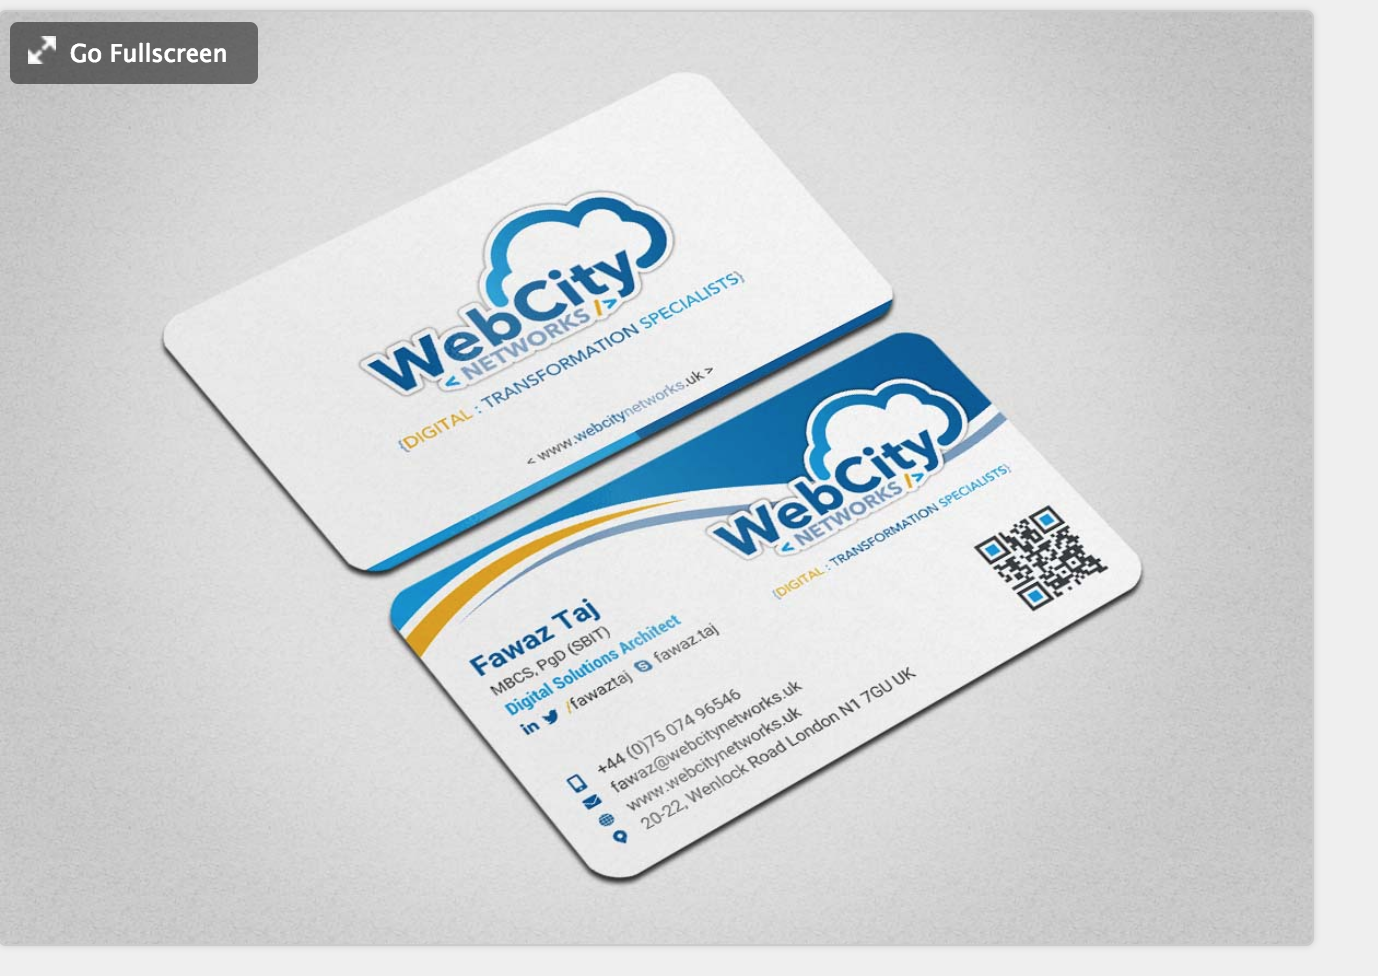 Go Fullscreen
WebCity
< NETWORKS />
{DIGITAL : TRANSFORMATION SPECIALISTS}
< www.webcitynetworks.uk >
WebCity
< NETWORKS />
{DIGITAL : TRANSFORMATION SPECIALISTS}
Fawaz Taj
MBCS, PgD (SBIT)
Digital Solutions Architect
in /fawaztaj S fawaz.taj
+44 (0)75 074 96546
fawaz@webcitynetworks.uk
www.webcitynetworks.uk
20-22, Wenlock Road London N1 7GU UK